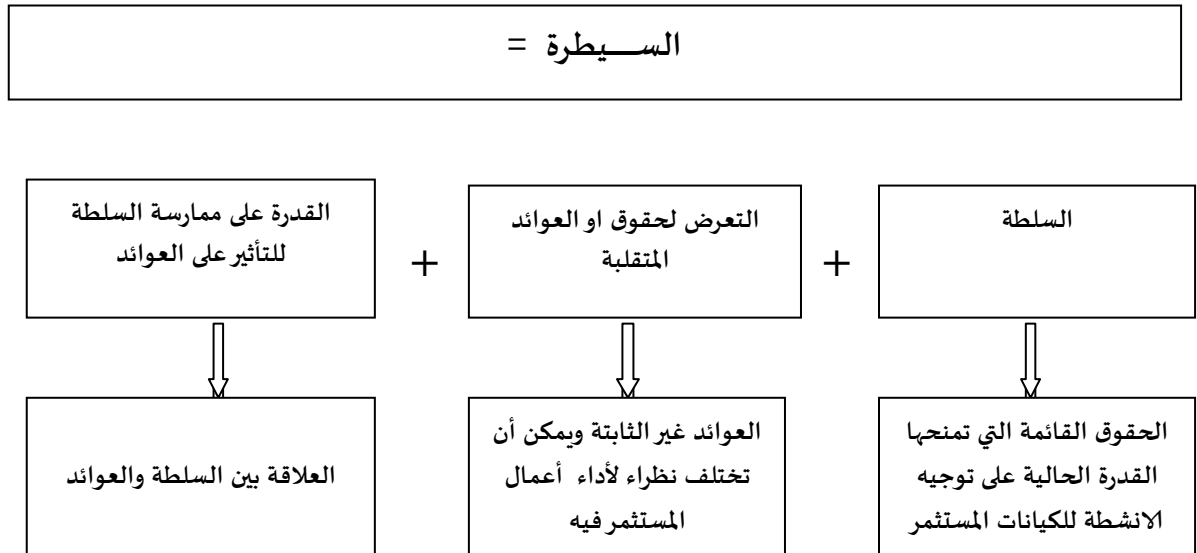 الســـيطرة =
السلطة
+
التعرض لحقوق او العوائد
المتقلبة
+
القدرة على ممارسة السلطة
للتأثير على العوائد
الحقوق القائمة التي تمنحها
القدرة الحالية على توجيه
الانشطة للكيانات المستثمر
العوائد غير الثابتة ويمكن أن
تختلف نظراء لأداء أعمال
المستثمر فيه
العلاقة بين السلطة والعوائد